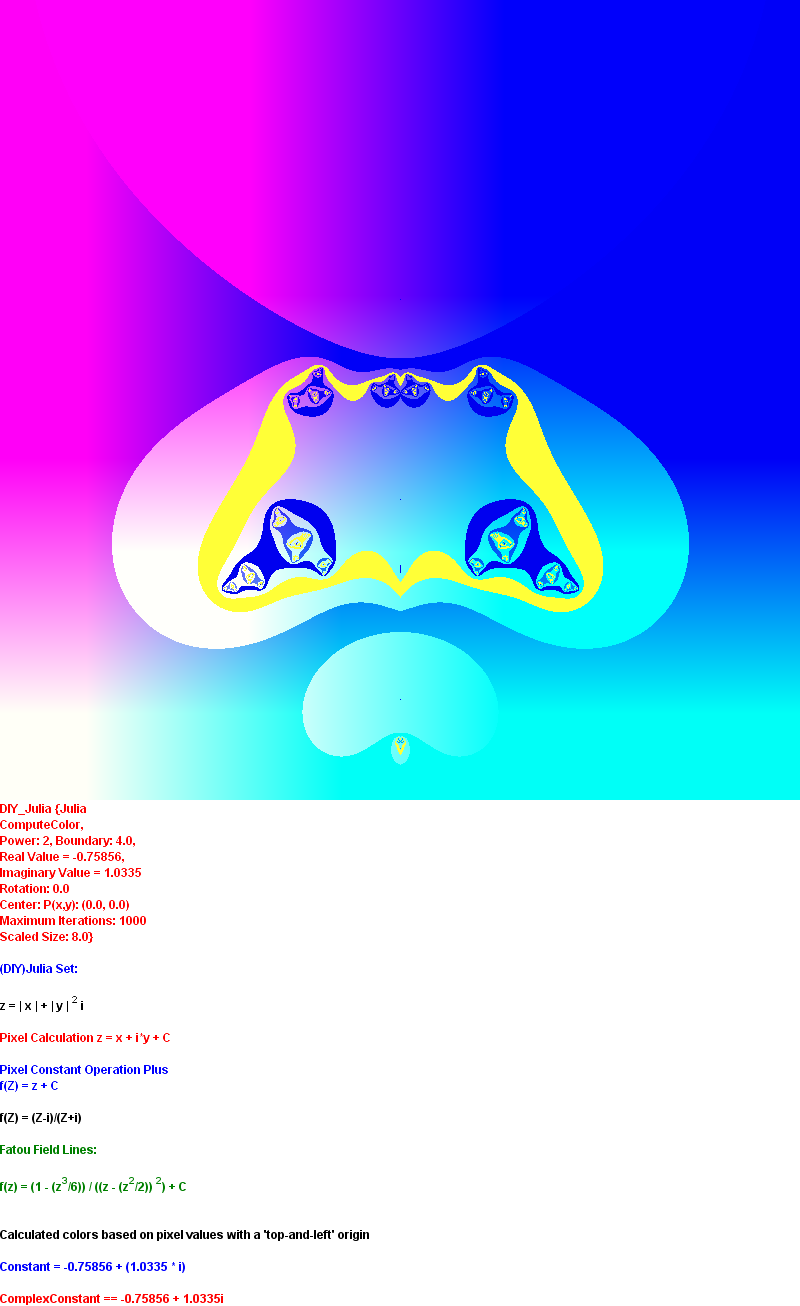 DIY_Julia {Julia
ComputeColor,
Power: 2, Boundary: 4.0,
Real Value = -0.75856,
Imaginary Value = 1.0335
Rotation: 0.0
Center: P(x,y): (0.0, 0.0)
Maximum Iterations: 1000
Scaled Size: 8.0}
(DIY)Julia Set:
z = | x | + | y | ² i
Pixel Calculation z = x + i*y + C
Pixel Constant Operation Plus
f(Z) = z + C
f(Z) = (Z-i)/(Z+i)
Fatou Field Lines:
f(z) = (1 - (z³/6)) / ((z - (z²/2)) ²) + C
Calculated colors based on pixel values with a 'top-and-left' origin
Constant = -0.75856 + (1.0335 * i)
ComplexConstant == -0.75856 + 1.0335i